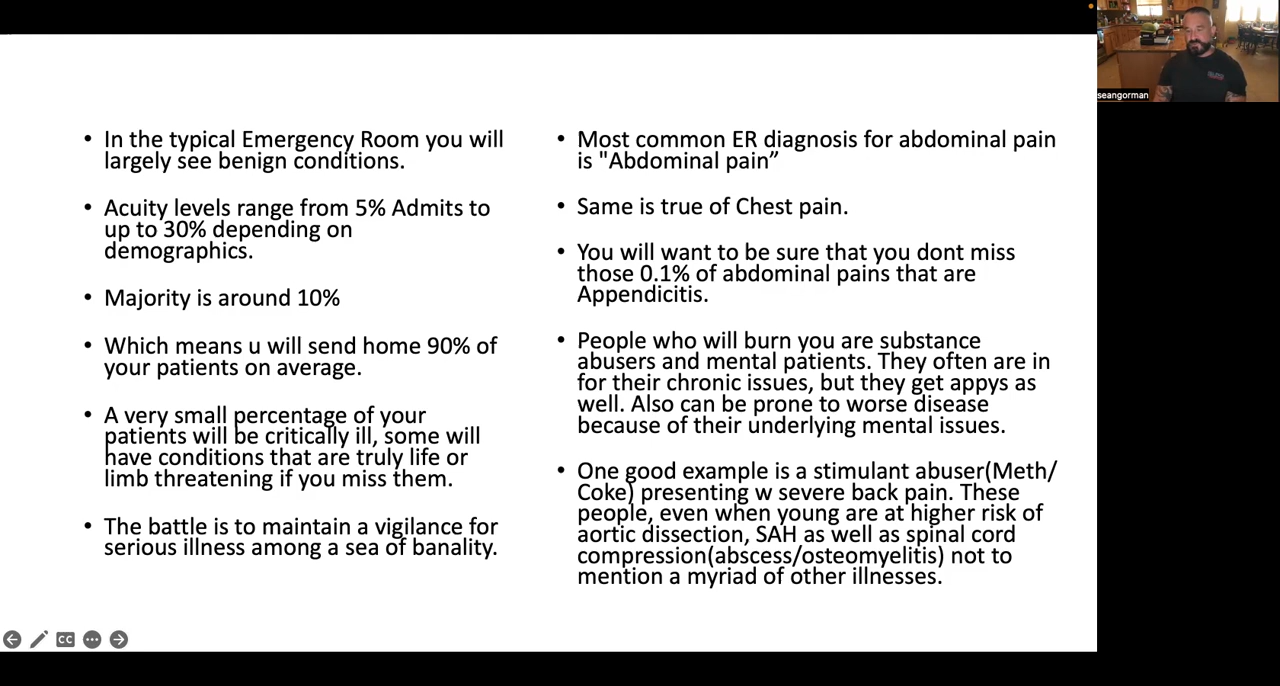 • In the typical Emergency Room you will
largely see benign conditions.
• Acuity levels range from 5% Admits to
up to 30% depending on
demographics.
• Majority is around 10%
• Which means u will send home 90% of
your patients on average.
• A very small percentage of your
patients will be critically ill, some will
have conditions that are truly life or
limb threatening if you miss them.
• The battle is to maintain a vigilance for
serious illness among a sea of banality.
• Most common ER diagnosis for abdominal pain
is "Abdominal pain”
• Same is true of Chest pain.
• You will want to be sure that you dont miss
those 0.1% of abdominal pains that are
Appendicitis.
• People who will burn you are substance
abusers and mental patients. They often are in
for their chronic issues, but they get appys as
well. Also can be prone to worse disease
because of their underlying mental issues.
• One good example is a stimulant abuser(Meth/
Coke) presenting w severe back pain. These
people, even when young are at higher risk of
aortic dissection, SAH as well as spinal cord
compression(abscess/osteomyelitis) not to
mention a myriad of other illnesses.
seangorman
CC